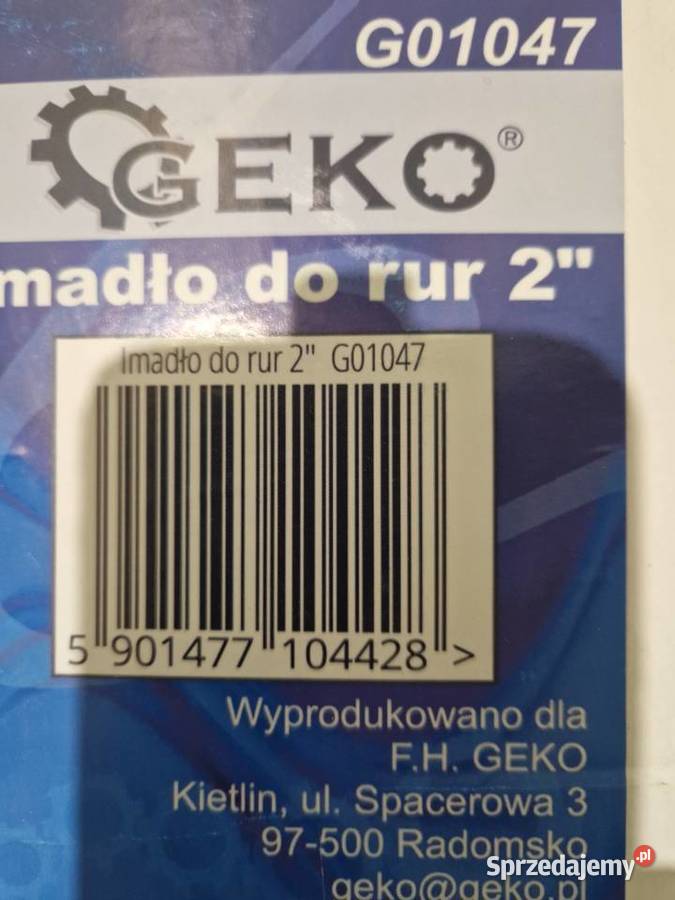 G01047
GEKO®
madło do rur 2"
Imadło do rur 2" G01047
5 901477 104428 >
Wyprodukowano dla
F.H. GEKO
Kietlin, ul. Spacerowa 3
97-500 Radomsko
geko@geko.pl
Sprzedajemy.pl